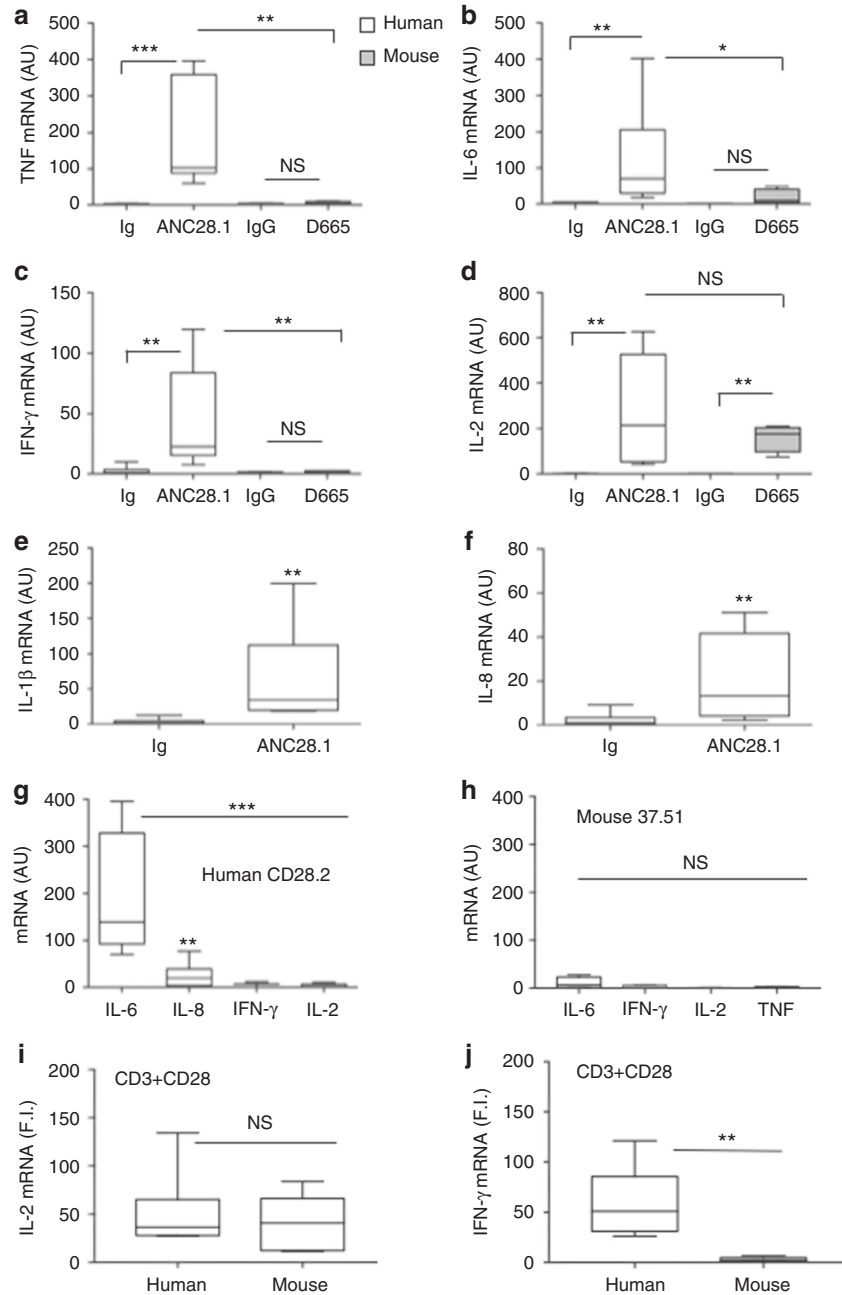 a
TNF mRNA (AU)
500
400
300
200
100
0
***
**
NS
Ig ANC28.1 IgG D665
Human
Mouse
b
IL-6 mRNA (AU)
500
400
300
200
100
0
**
*
NS
Ig ANC28.1 IgG D665
c
IFN-γ mRNA (AU)
150
100
50
0
**
**
NS
Ig ANC28.1 IgG D665
d
IL-2 mRNA (AU)
800
600
400
200
0
**
NS
**
Ig ANC28.1 IgG D665
e
IL-1β mRNA (AU)
250
200
150
100
50
0
**
Ig ANC28.1
f
IL-8 mRNA (AU)
80
60
40
20
0
**
Ig ANC28.1
g
mRNA (AU)
400
300
200
100
0
***
Human CD28.2
**
IL-6 IL-8 IFN-γ IL-2
h
mRNA (AU)
400
300
200
100
0
Mouse 37.51
NS
IL-6 IFN-γ IL-2 TNF
i
IL-2 mRNA (F.I.)
200
150
100
50
0
CD3+CD28
NS
Human Mouse
j
IFN-γ mRNA (F.I.)
200
150
100
50
0
CD3+CD28
**
Human Mouse